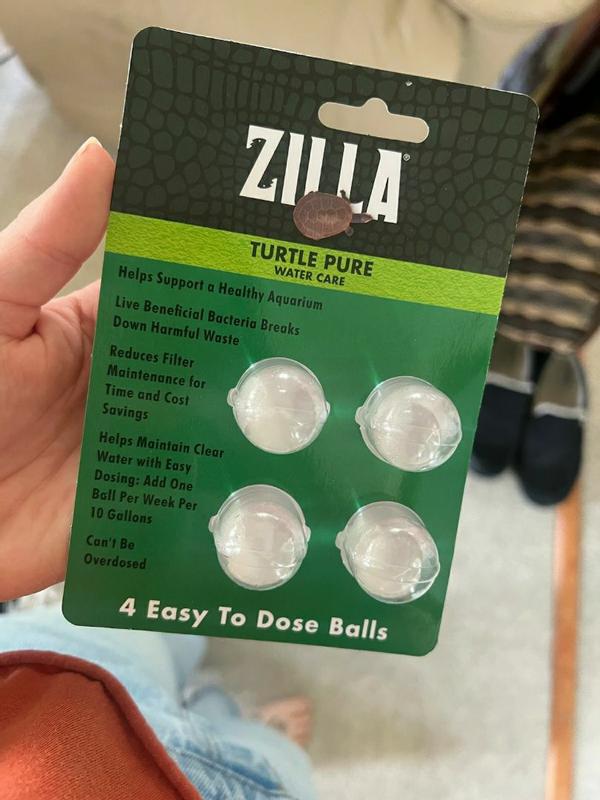 ZILLA®
TURTLE PURE
WATER CARE
Helps Support a Healthy Aquarium
Live Beneficial Bacteria Breaks
Down Harmful Waste
Reduces Filter
Maintenance for
Time and Cost
Savings
Helps Maintain Clear
Water with Easy
Dosing: Add One
Ball Per Week Per
10 Gallons
Can't Be
Overdosed
4 Easy To Dose Balls